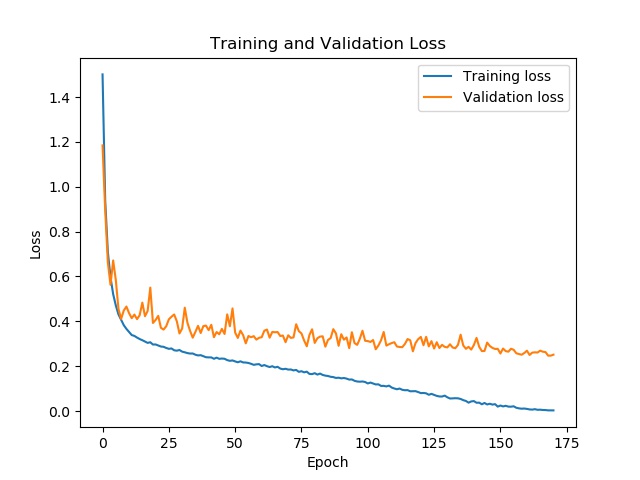 Training and Validation Loss
Training loss
Validation loss
1.4
1.2
1.0
0.8
0.6
0.4
0.2
0.0
Loss
0 25 50 75 100 125 150 175
Epoch